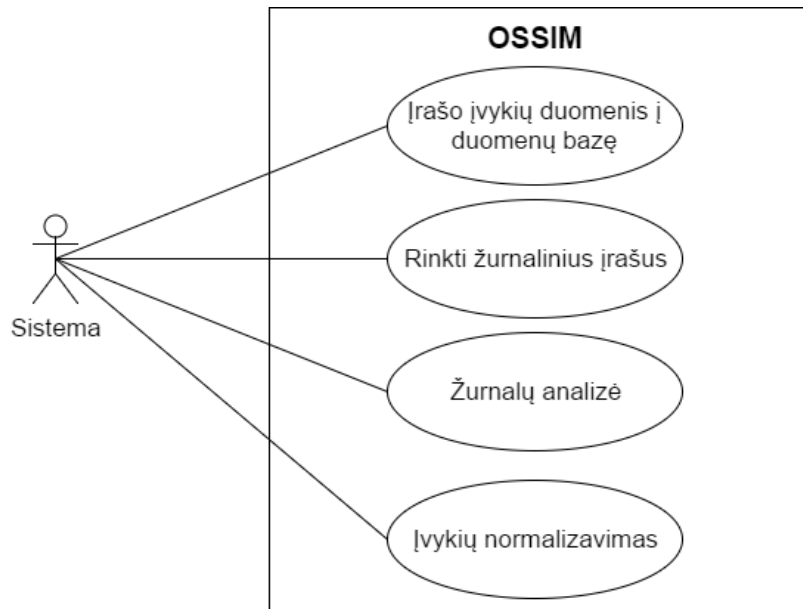 OSSIM
Įrašo įvykių duomenis į
duomenų bazę
Rinkti žurnalinius įrašus
Sistema
Žurnalų analizė
Įvykių normalizavimas